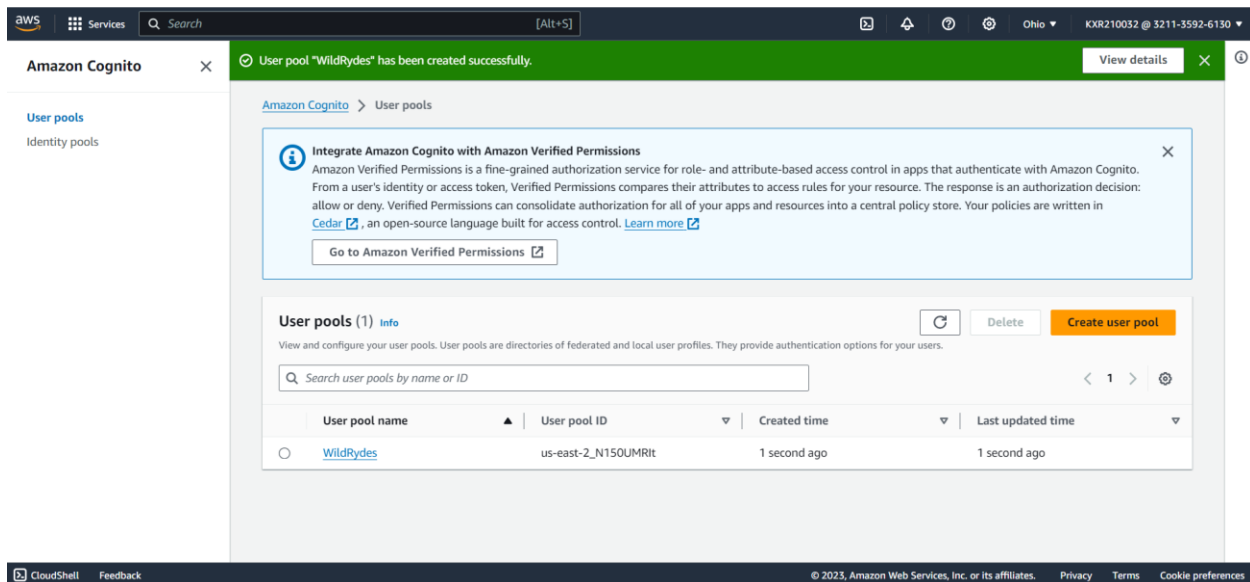 aws
Services
Search
[Alt+S]
Ohio
KXR210032 @ 3211-3592-6130
Amazon Cognito
User pools
Identity pools
User pool "WildRydes" has been created successfully.
View details
Amazon Cognito > User pools
Integrate Amazon Cognito with Amazon Verified Permissions
Amazon Verified Permissions is a fine-grained authorization service for role- and attribute-based access control in apps that authenticate with Amazon Cognito.
From a user's identity or access token, Verified Permissions compares their attributes to access rules for your resource. The response is an authorization decision:
allow or deny. Verified Permissions can consolidate authorization for all of your apps and resources into a central policy store. Your policies are written in
Cedar , an open-source language built for access control. Learn more
Go to Amazon Verified Permissions
User pools (1) Info
Delete
Create user pool
View and configure your user pools. User pools are directories of federated and local user profiles. They provide authentication options for your users.
Search user pools by name or ID
1
User pool name
User pool ID
Created time
Last updated time
WildRydes
us-east-2_N150UMRIt
1 second ago
1 second ago
CloudShell
Feedback
© 2023, Amazon Web Services, Inc. or its affiliates.
Privacy
Terms
Cookie preferences